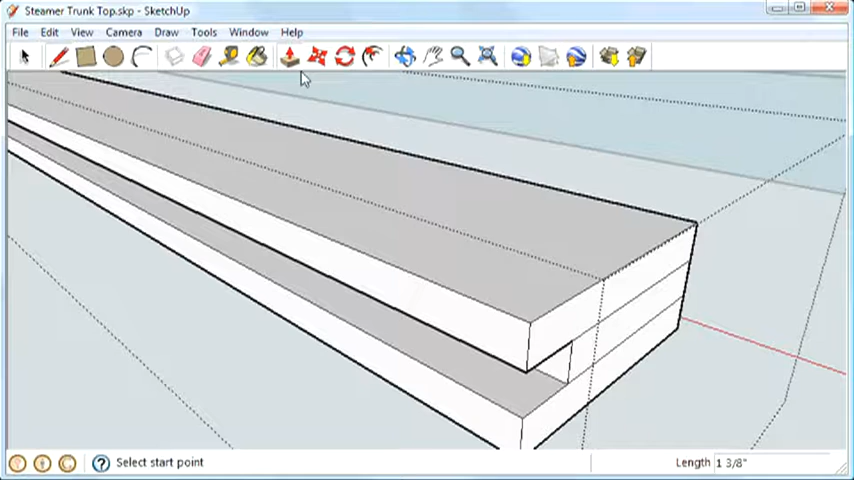 Steamer Trunk Top.skp - SketchUp
File Edit View Camera Draw Tools Window Help
Select start point Length 1 3/8"